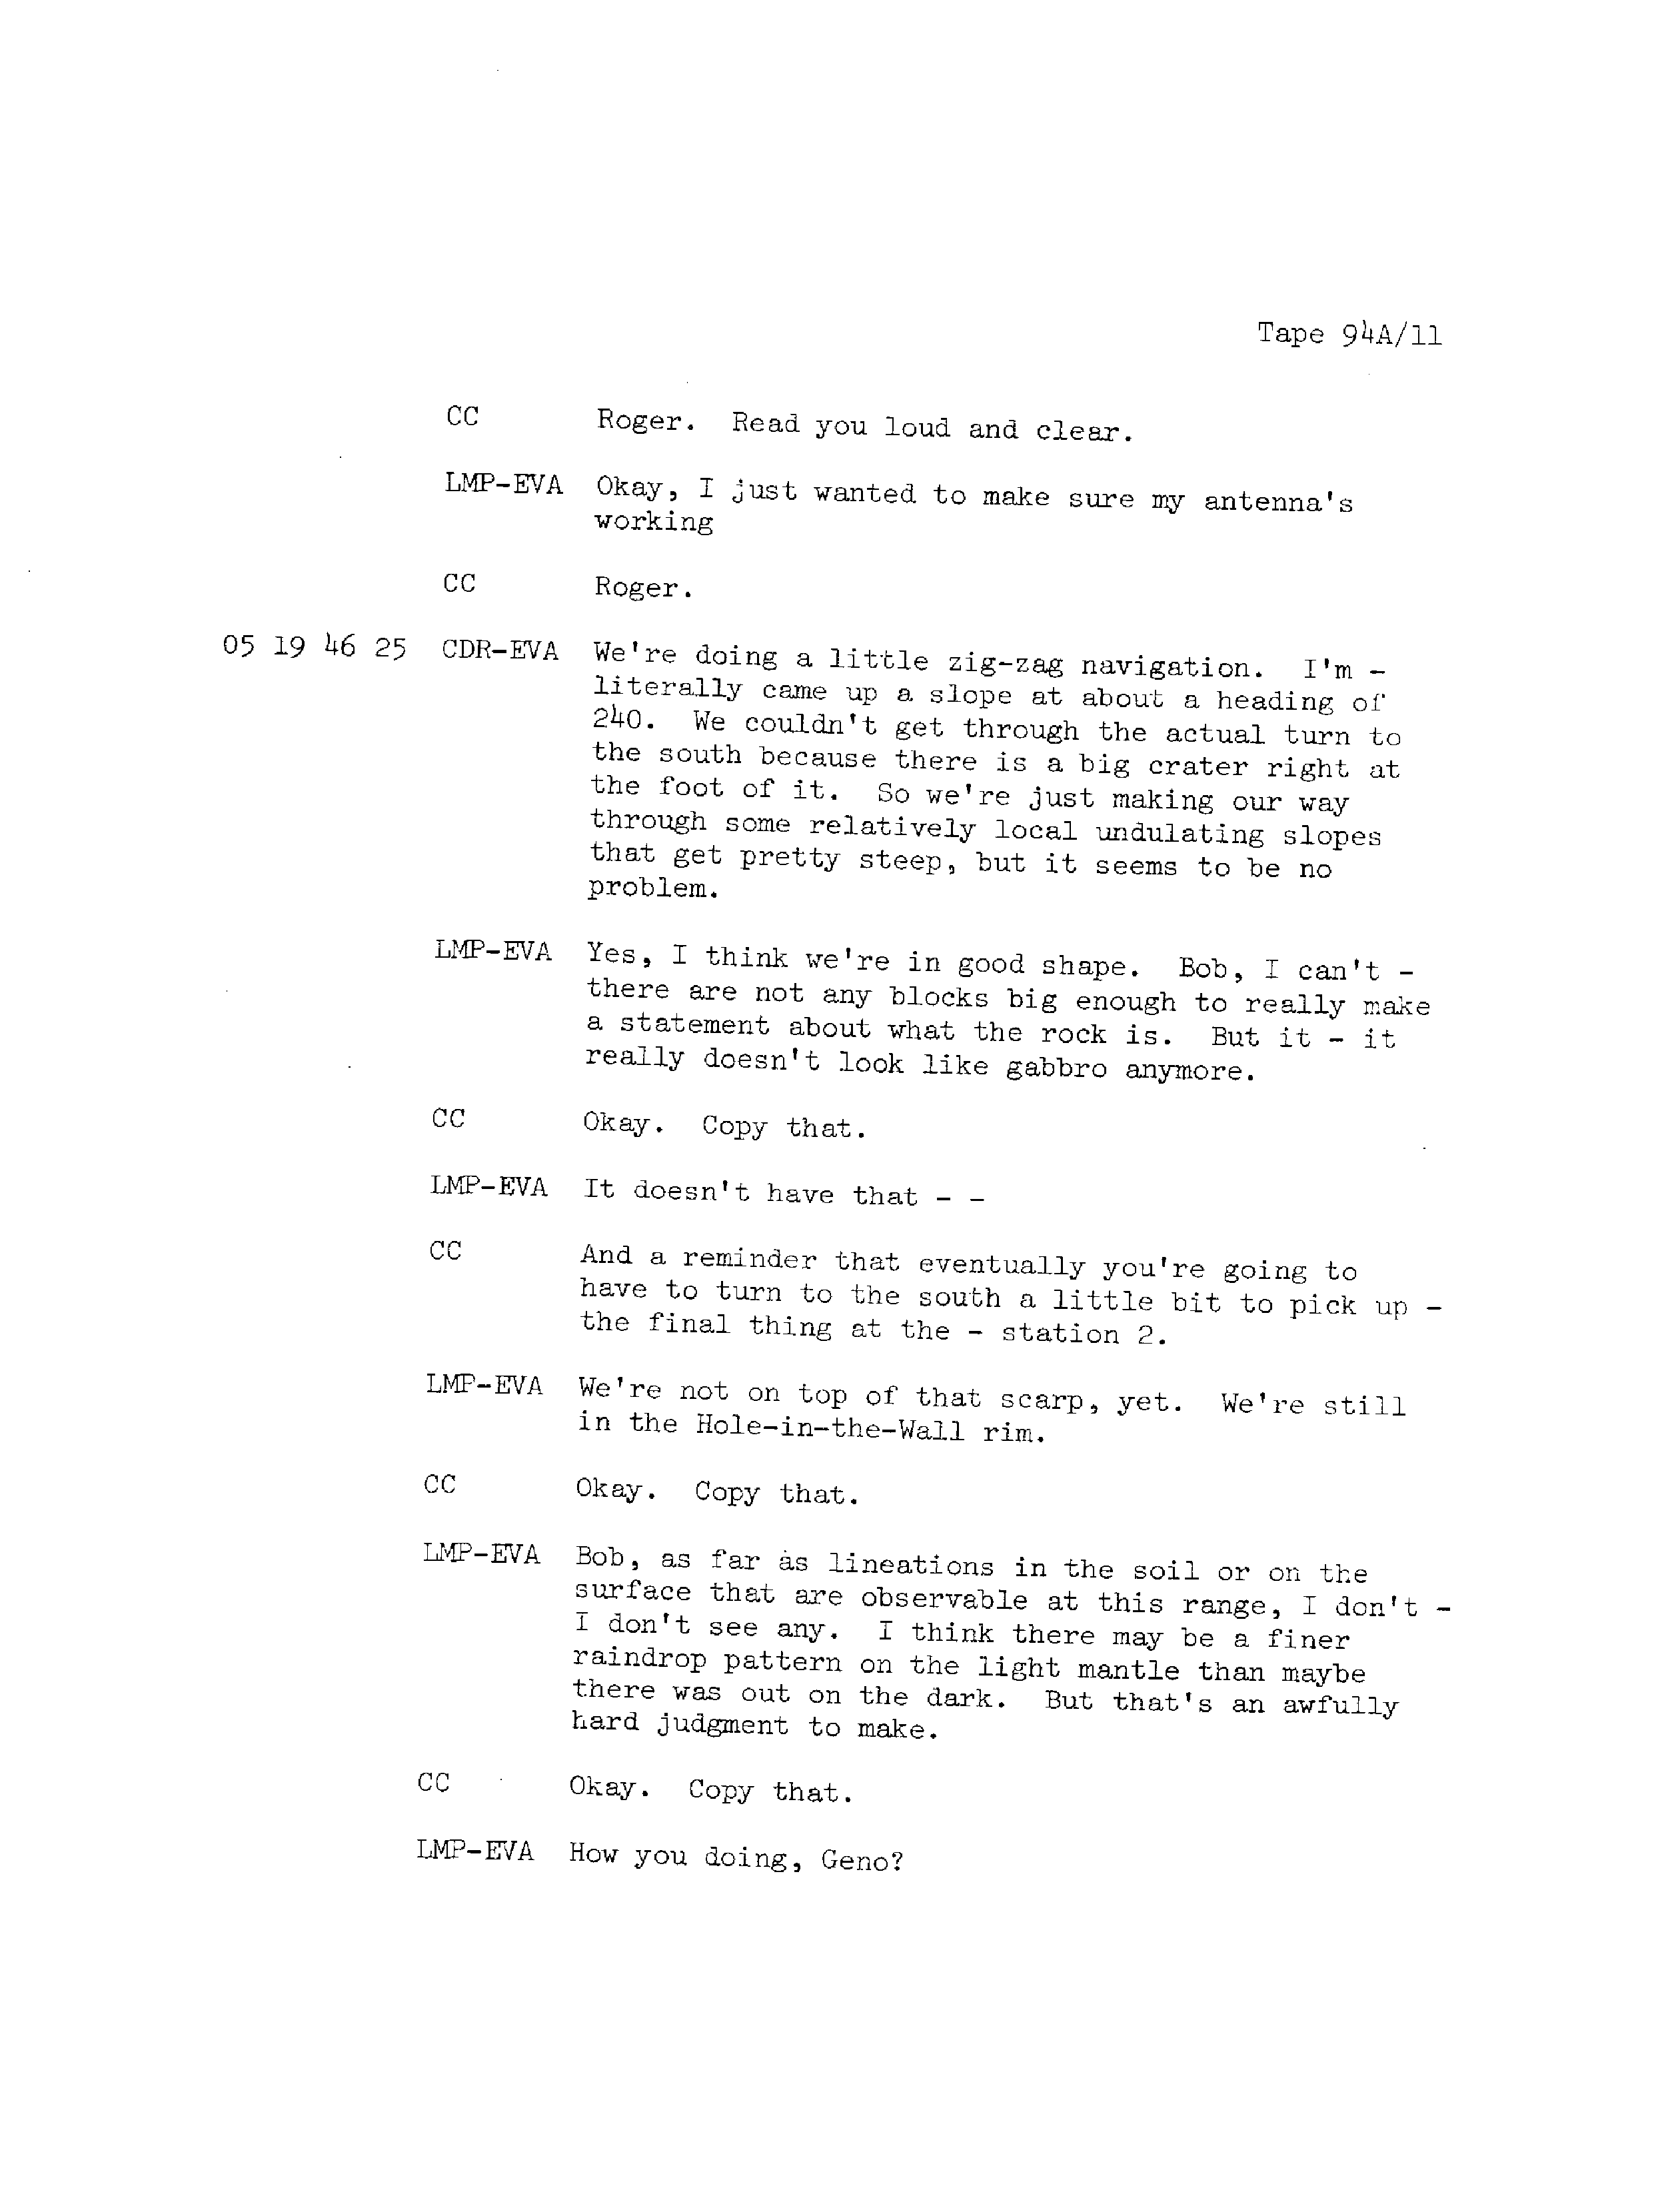 Tape 94A/11
CC Roger. Read you loud and clear.
LMP-EVA Okay, I just wanted to make sure my antenna's
working
CC Roger.
05 19 46 25 CDR-EVA We're doing a little zig-zag navigation. I'm -
literally came up a slope at about a heading of
240. We couldn't get through the actual turn to
the south because there is a big crater right at
the foot of it. So we're just making our way
through some relatively local undulating slopes
that get pretty steep, but it seems to be no
problem.
LMP-EVA Yes, I think we're in good shape. Bob, I can't -
there are not any blocks big enough to really make
a statement about what the rock is. But it - it
really doesn't look like gabbro anymore.
CC Okay. Copy that.
LMP-EVA It doesn't have that - -
CC And a reminder that eventually you're going to
have to turn to the south a little bit to pick up -
the final thing at the - station 2.
LMP-EVA We're not on top of that scarp, yet. We're still
in the Hole-in-the-Wall rim.
CC Okay. Copy that.
LMP-EVA Bob, as far as lineations in the soil or on the
surface that are observable at this range, I don't -
I don't see any. I think there may be a finer
raindrop pattern on the light mantle than maybe
there was out on the dark. But that's an awfully
hard judgment to make.
CC Okay. Copy that.
LMP-EVA How you doing, Geno?